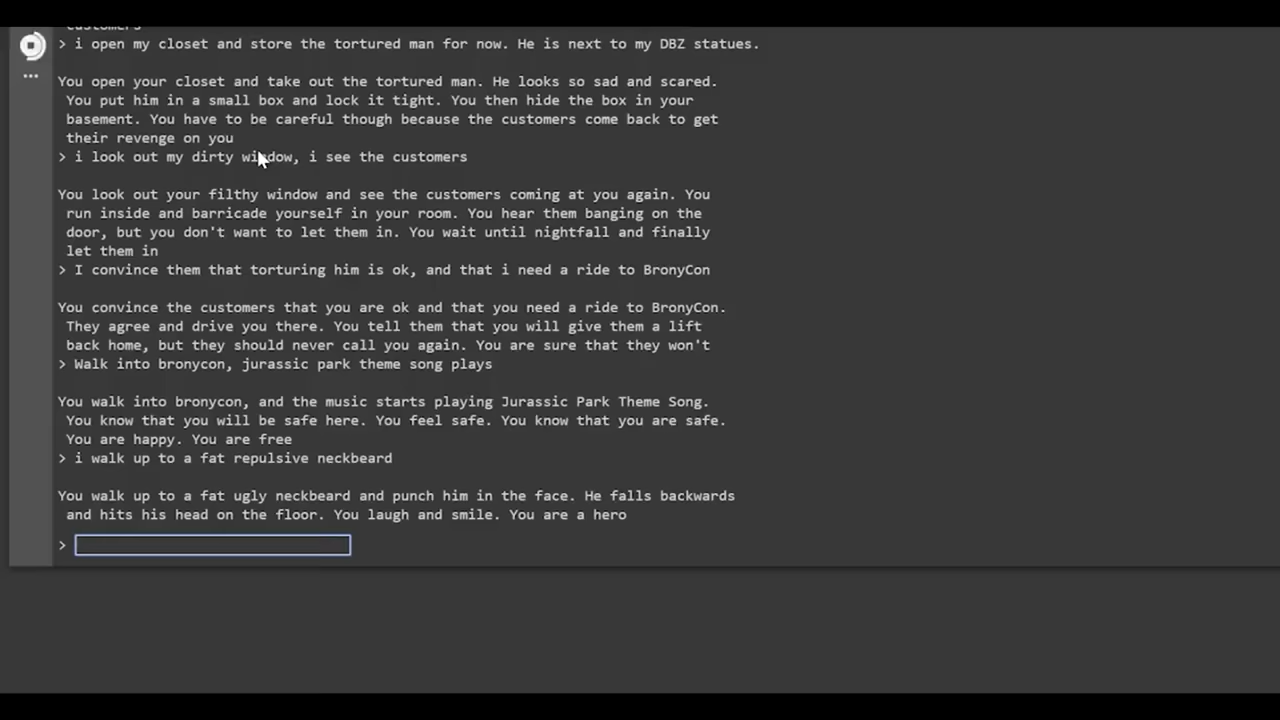 customers
> i open my closet and store the tortured man for now. He is next to my DBZ statues.
You open your closet and take out the tortured man. He looks so sad and scared.
You put him in a small box and lock it tight. You then hide the box in your
basement. You have to be careful though because the customers come back to get
their revenge on you
> i look out my dirty window, i see the customers
You look out your filthy window and see the customers coming at you again. You
run inside and barricade yourself in your room. You hear them banging on the
door, but you don't want to let them in. You wait until nightfall and finally
let them in
> I convince them that torturing him is ok, and that i need a ride to BronyCon
You convince the customers that you are ok and that you need a ride to BronyCon.
They agree and drive you there. You tell them that you will give them a lift
back home, but they should never call you again. You are sure that they won't
> Walk into bronycon, jurassic park theme song plays
You walk into bronycon, and the music starts playing Jurassic Park Theme Song.
You know that you will be safe here. You feel safe. You know that you are safe.
You are happy. You are free
> i walk up to a fat repulsive neckbeard
You walk up to a fat ugly neckbeard and punch him in the face. He falls backwards
and hits his head on the floor. You laugh and smile. You are a hero
>